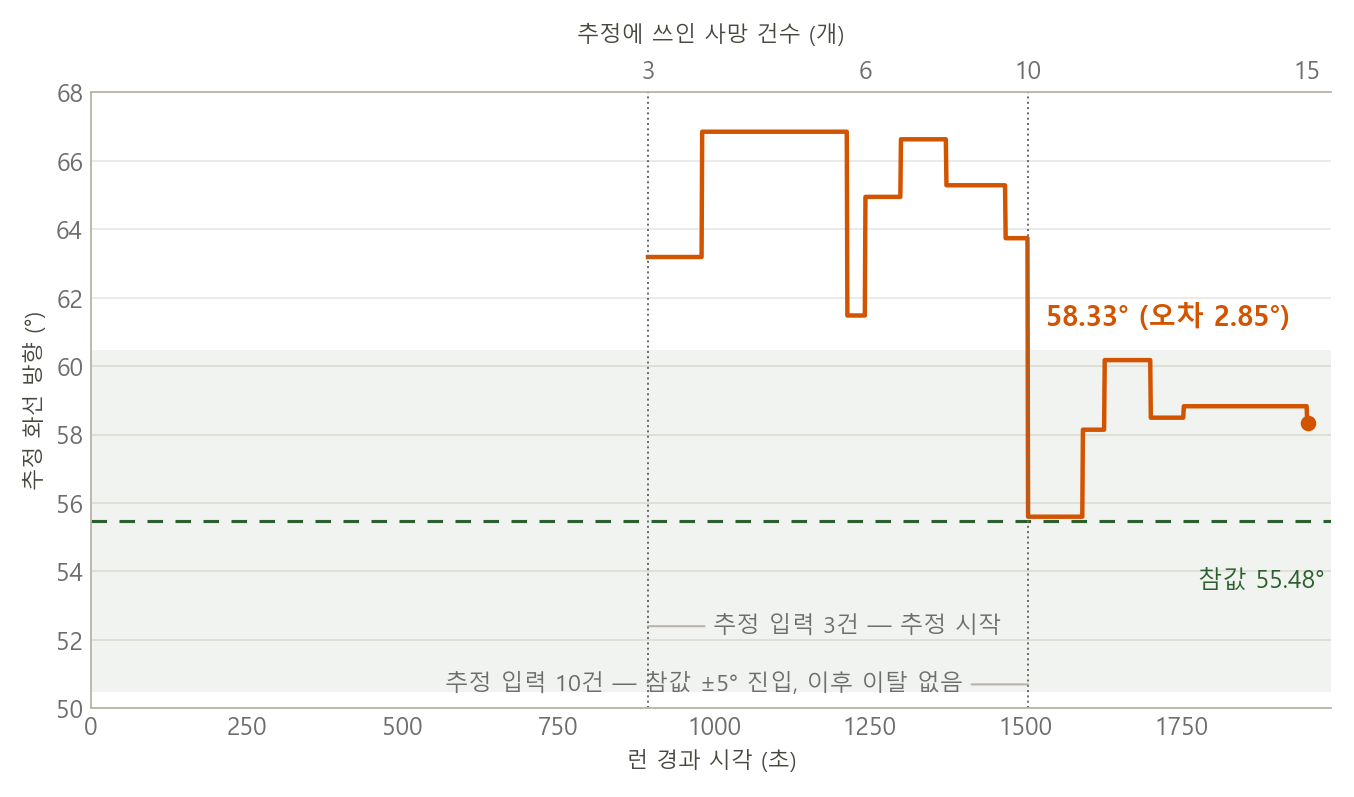 추정에 쓰인 사망 건수 (개)
3 6 10 15
68
66
64
62
60
58
56
54
52
50
추정 화선 방향 (°)
58.33° (오차 2.85°)
참값 55.48°
추정 입력 3건 — 추정 시작
추정 입력 10건 — 참값 ±5° 진입, 이후 이탈 없음
0 250 500 750 1000 1250 1500 1750
런 경과 시각 (초)